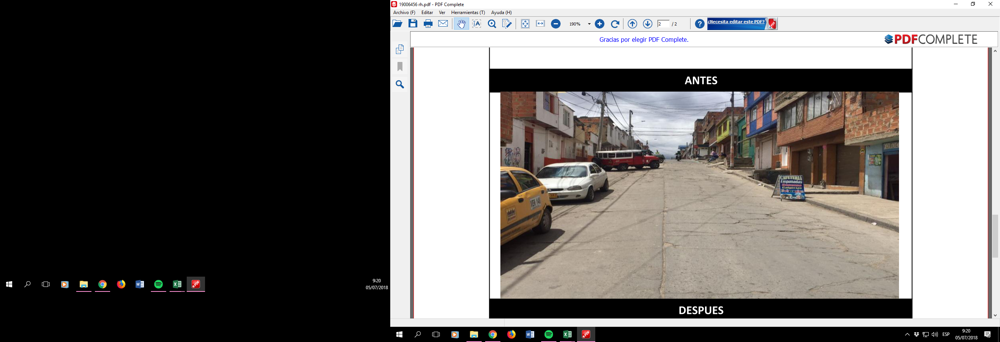 19006456 rh.pdf - PDF Complete
Archivo (F) Editar Ver Herramientas (T) Ayuda (H)
190% 2 / 2 ¿Necesita editar este PDF?
Gracias por elegir PDF Complete.
PDFCOMPLETE
ANTES
CAFETERIA
Empanadas
Gaseosas
Galguerias
VEK-148
DESPUES
9:20
05/07/2018
ESP
9:20
05/07/2018